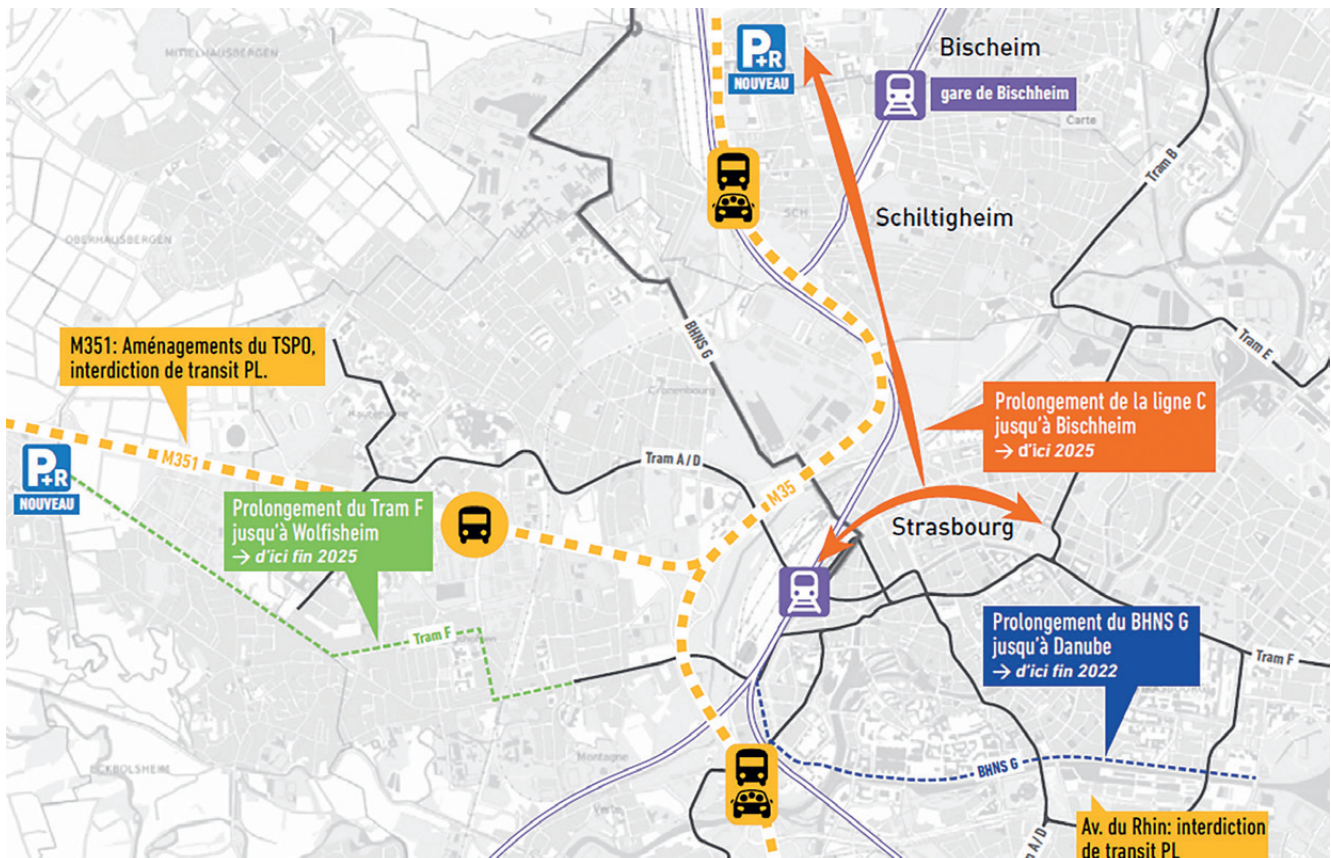 MITTELHAUSBERGEN
P+R
NOUVEAU
Bischeim
gare de Bischheim
Carte
Tram B
SCH
Schiltigheim
OBERHAUSBERGEN
BHNS G
Tram E
M351: Aménagements du TSPO,
interdiction de transit PL.
Cronenbourg
Hautepierre
Prolongement de la ligne C
jusqu'à Bischheim
→ d'ici 2025
M351
Tram A/D
M35
P+R
NOUVEAU
Prolongement du Tram F
jusqu'à Wolfisheim
→ d'ici fin 2025
Strasbourg
Tram F
Prolongement du BHNS G
jusqu'à Danube
→ d'ici fin 2022
Tram F
Montagne
Verte
ECKBOLSHEIM
BHNS G
Av. du Rhin: interdiction
de transit PL
A/D